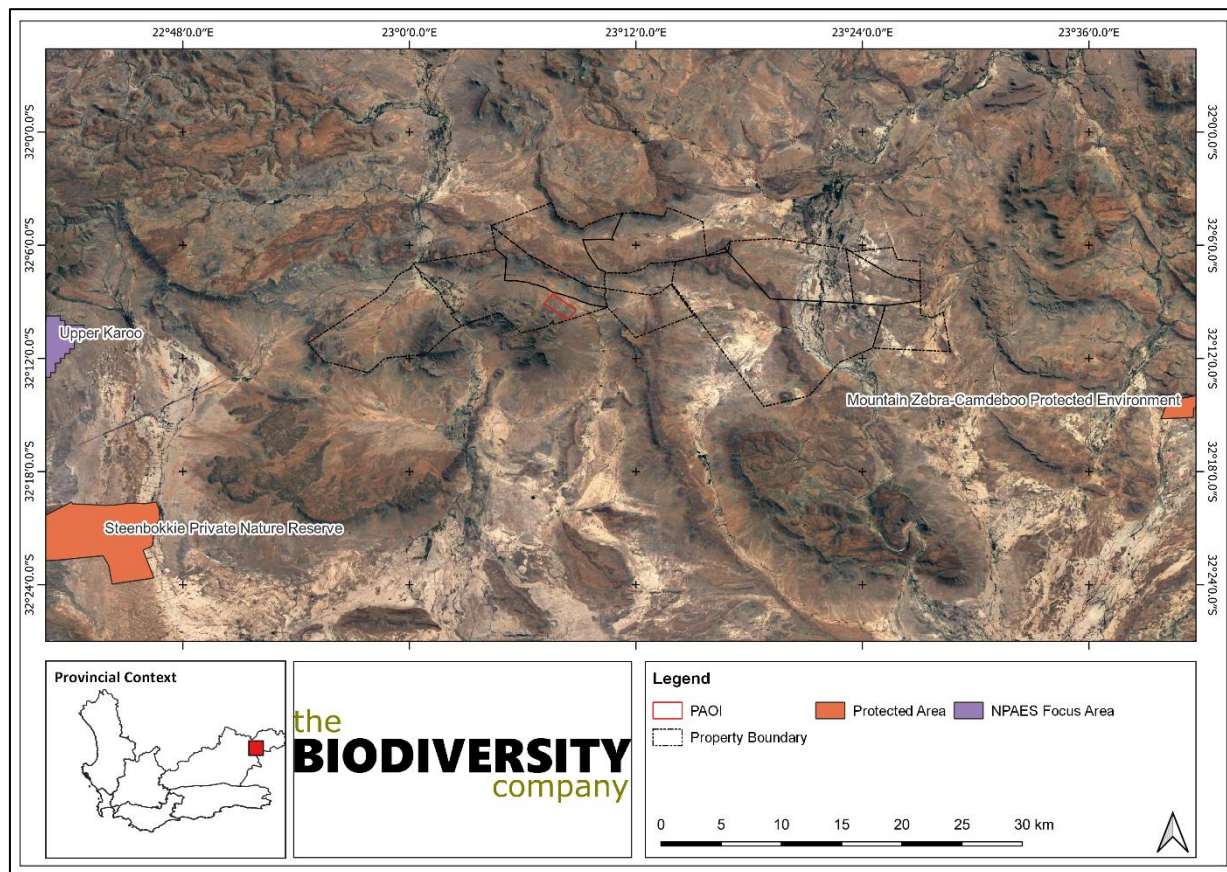 22°48'0.0"E
23°0'0.0"E
23°12'0.0"E
23°24'0.0"E
23°36'0.0"E
32°0'0.0"S
32°0'0.0"S
32°6'0.0"S
32°6'0.0"S
Upper Karoo
32°12'0.0"S
32°12'0.0"S
Mountain Zebra-Camdeboo Protected Environment
32°18'0.0"S
32°18'0.0"S
Steenbokkie Private Nature Reserve
32°24'0.0"S
32°24'0.0"S
Provincial Context
the
BIODIVERSITY
company
Legend
PAOI
Protected Area
NPAES Focus Area
Property Boundary
0 5 10 15 20 25 30 km